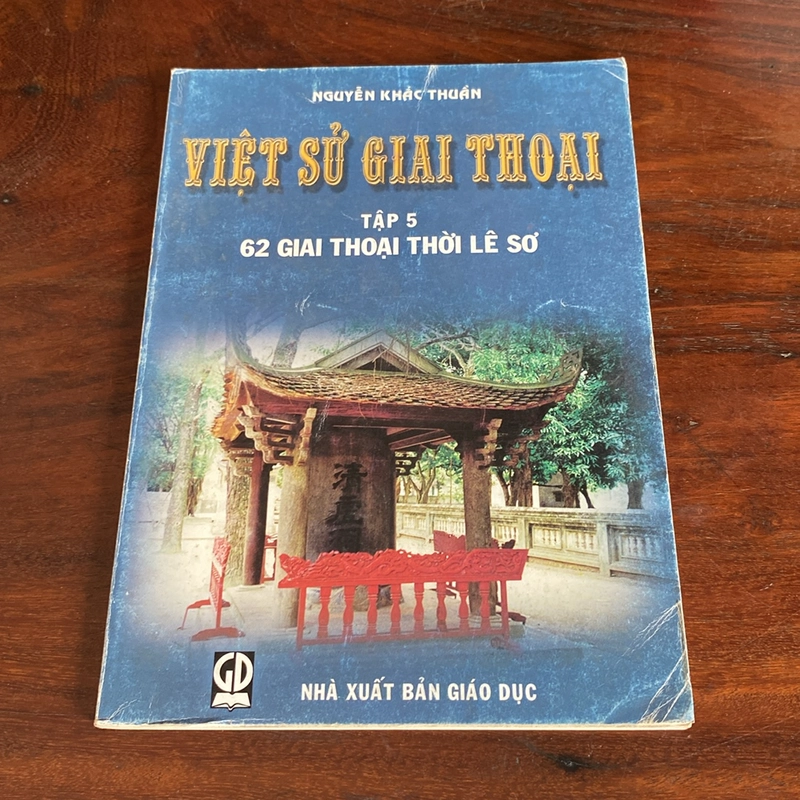 NGUYỄN KHẮC THUẦN
VIỆT SỬ GIAI THOẠI
TẬP 5
62 GIAI THOẠI THỜI LÊ SƠ
GD
NHÀ XUẤT BẢN GIÁO DỤC